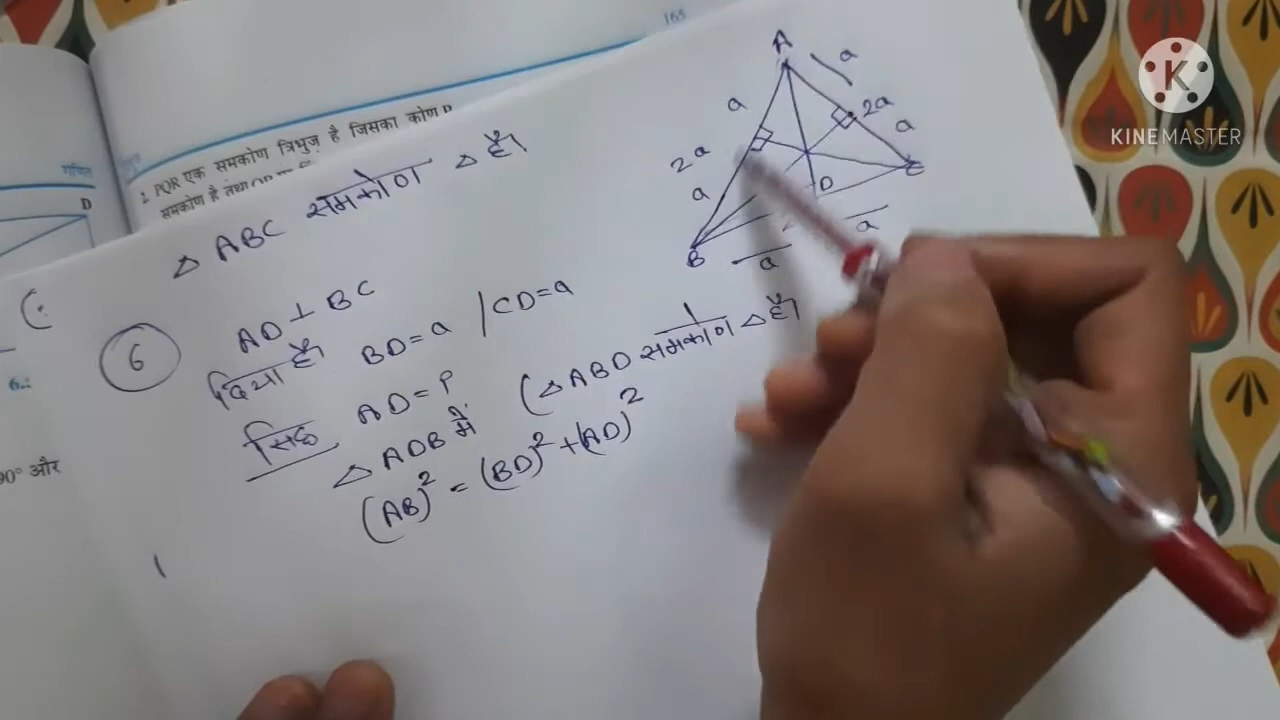 165
2. PQR एक समकोण त्रिभुज है जिसका कोण P
समकोण है तथा
गणित
D
6.:
90° और
△ ABC समकोण △ है।
6
AD ⊥ BC
दिया है। BD = a / CD = a
सिद्ध AD = ?
△ ADB में (△ ABD समकोण △ है।
(AB)² = (BD)² + (AD)²
A
a
a
2a
2a
a
a
D
C
B
a
a
KINEMASTER